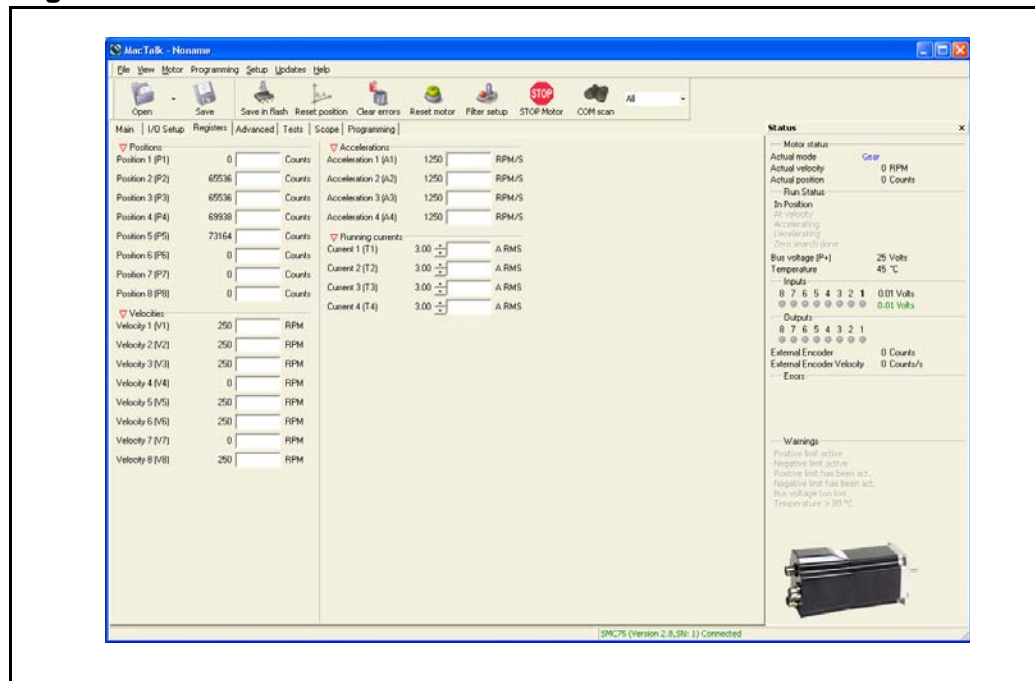 MacTalk - Noname
File View Motor Programming Setup Updates Help
Open Save Save in flash Reset position Clear errors Reset motor Filter setup STOP Motor COM scan All
STOP
Main I/O Setup Registers Advanced Tests Scope Programming
Positions
Position 1 (P1) 0 Counts
Position 2 (P2) 65536 Counts
Position 3 (P3) 65536 Counts
Position 4 (P4) 69938 Counts
Position 5 (P5) 73164 Counts
Position 6 (P6) 0 Counts
Position 7 (P7) 0 Counts
Position 8 (P8) 0 Counts
Velocities
Velocity 1 (V1) 250 RPM
Velocity 2 (V2) 250 RPM
Velocity 3 (V3) 250 RPM
Velocity 4 (V4) 0 RPM
Velocity 5 (V5) 250 RPM
Velocity 6 (V6) 250 RPM
Velocity 7 (V7) 0 RPM
Velocity 8 (V8) 250 RPM
Accelerations
Acceleration 1 (A1) 1250 RPM/S
Acceleration 2 (A2) 1250 RPM/S
Acceleration 3 (A3) 1250 RPM/S
Acceleration 4 (A4) 1250 RPM/S
Running currents
Current 1 (T1) 3.00 A RMS
Current 2 (T2) 3.00 A RMS
Current 3 (T3) 3.00 A RMS
Current 4 (T4) 3.00 A RMS
Status x
Motor status
Actual mode Gear
Actual velocity 0 RPM
Actual position 0 Counts
Run Status
In Position
At velocity
Accelerating
Decelerating
Zero search done
Bus voltage (P+) 25 Volts
Temperature 45 °C
Inputs
8 7 6 5 4 3 2 1 0.01 Volts
0.01 Volts
Outputs
8 7 6 5 4 3 2 1
External Encoder 0 Counts
External Encoder Velocity 0 Counts/s
Errors
Warnings
Positive limit active
Negative limit active
Positive limit has been act.
Negative limit has been act.
Bus voltage too low
Temperature > 80 °C
SMC75 (Version 2.8,SN: 1) Connected